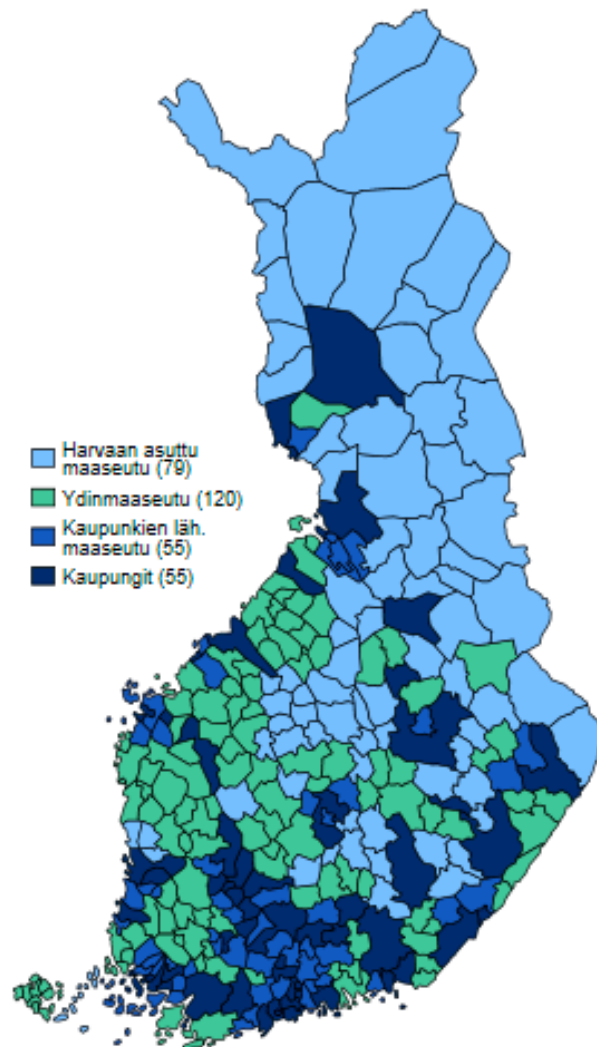 Harvaan asuttu
maaseutu (79)
Ydinmaaseutu (120)
Kaupunkien läh.
maaseutu (55)
Kaupungit (55)